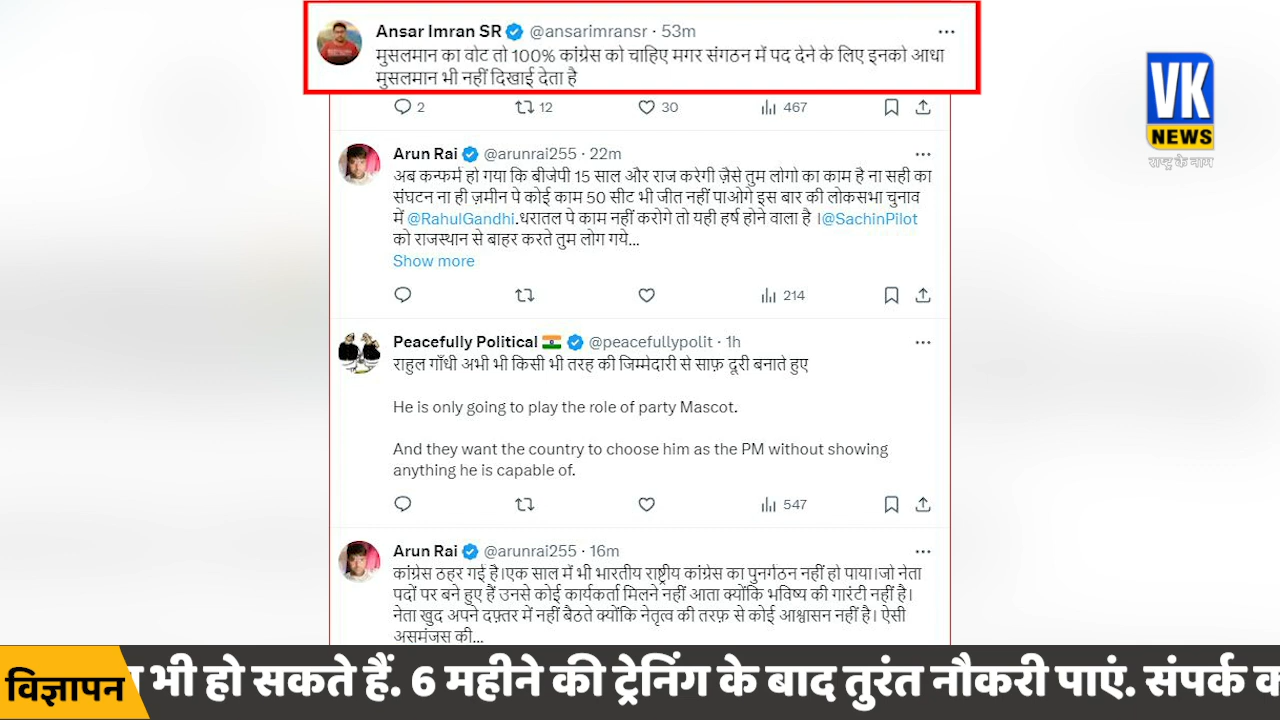 Ansar Imran SR @ansarimransr · 53m
मुसलमान का वोट तो 100% कांग्रेस को चाहिए मगर संगठन में पद देने के लिए इनको आधा
मुसलमान भी नहीं दिखाई देता है
2 12 30 467
VK
NEWS
राष्ट्र के नाम
Arun Rai @arunrai255 · 22m
अब कन्फर्म हो गया कि बीजेपी 15 साल और राज करेगी जै़से तुम लोगो का काम है ना सही का
संघटन ना ही ज़मीन पे कोई काम 50 सीट भी जीत नहीं पाओगे इस बार की लोकसभा चुनाव
में @RahulGandhi.धरातल पे काम नहीं करोगे तो यही हर्ष होने वाला है ।@SachinPilot
को राजस्थान से बाहर करते तुम लोग गये...
Show more
214
Peacefully Political @peacefullypolit · 1h
राहुल गाँधी अभी भी किसी भी तरह की जिम्मेदारी से साफ़ दूरी बनाते हुए
He is only going to play the role of party Mascot.
And they want the country to choose him as the PM without showing
anything he is capable of.
547
Arun Rai @arunrai255 · 16m
कांग्रेस ठहर गई है।एक साल में भी भारतीय राष्ट्रीय कांग्रेस का पुनर्गठन नहीं हो पाया।जो नेता
पदों पर बने हुए हैं उनसे कोई कार्यकर्ता मिलने नहीं आता क्योंकि भविष्य की गारंटी नहीं है।
नेता खुद अपने दफ़्तर में नहीं बैठते क्योंकि नेतृत्व की तरफ़ से कोई आश्वासन नहीं है। ऐसी
असमंजस की...
विज्ञापन
भी हो सकते हैं. 6 महीने की ट्रेनिंग के बाद तुरंत नौकरी पाएं. संपर्क